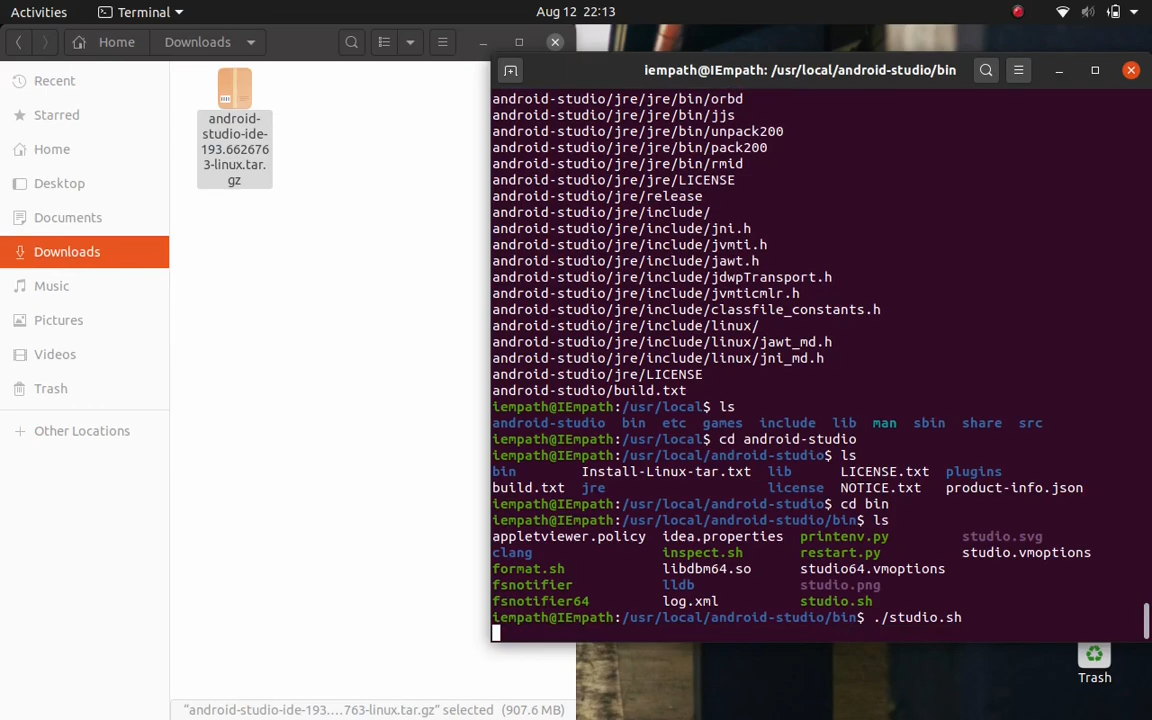 Activities
Terminal
Aug 12 22:13
Home
Downloads
Recent
Starred
Home
Desktop
Documents
Downloads
Music
Pictures
Videos
Trash
Other Locations
android-
studio-ide-
193.662676
3-linux.tar.
gz
"android-studio-ide-193.…763-linux.tar.gz" selected (907.6 MB)
iempath@IEmpath: /usr/local/android-studio/bin
android-studio/jre/jre/bin/orbd
android-studio/jre/jre/bin/jjs
android-studio/jre/jre/bin/unpack200
android-studio/jre/jre/bin/pack200
android-studio/jre/jre/bin/rmid
android-studio/jre/jre/LICENSE
android-studio/jre/release
android-studio/jre/include/
android-studio/jre/include/jni.h
android-studio/jre/include/jvmti.h
android-studio/jre/include/jawt.h
android-studio/jre/include/jdwpTransport.h
android-studio/jre/include/jvmticmlr.h
android-studio/jre/include/classfile_constants.h
android-studio/jre/include/linux/
android-studio/jre/include/linux/jawt_md.h
android-studio/jre/include/linux/jni_md.h
android-studio/jre/LICENSE
android-studio/build.txt
iempath@IEmpath:/usr/local$ ls
android-studio bin etc games include lib man sbin share src
iempath@IEmpath:/usr/local$ cd android-studio
iempath@IEmpath:/usr/local/android-studio$ ls
bin Install-Linux-tar.txt lib LICENSE.txt plugins
build.txt jre license NOTICE.txt product-info.json
iempath@IEmpath:/usr/local/android-studio$ cd bin
iempath@IEmpath:/usr/local/android-studio/bin$ ls
appletviewer.policy idea.properties printenv.py studio.svg
clang inspect.sh restart.py studio.vmoptions
format.sh libdbm64.so studio64.vmoptions
fsnotifier lldb studio.png
fsnotifier64 log.xml studio.sh
iempath@IEmpath:/usr/local/android-studio/bin$ ./studio.sh
Trash